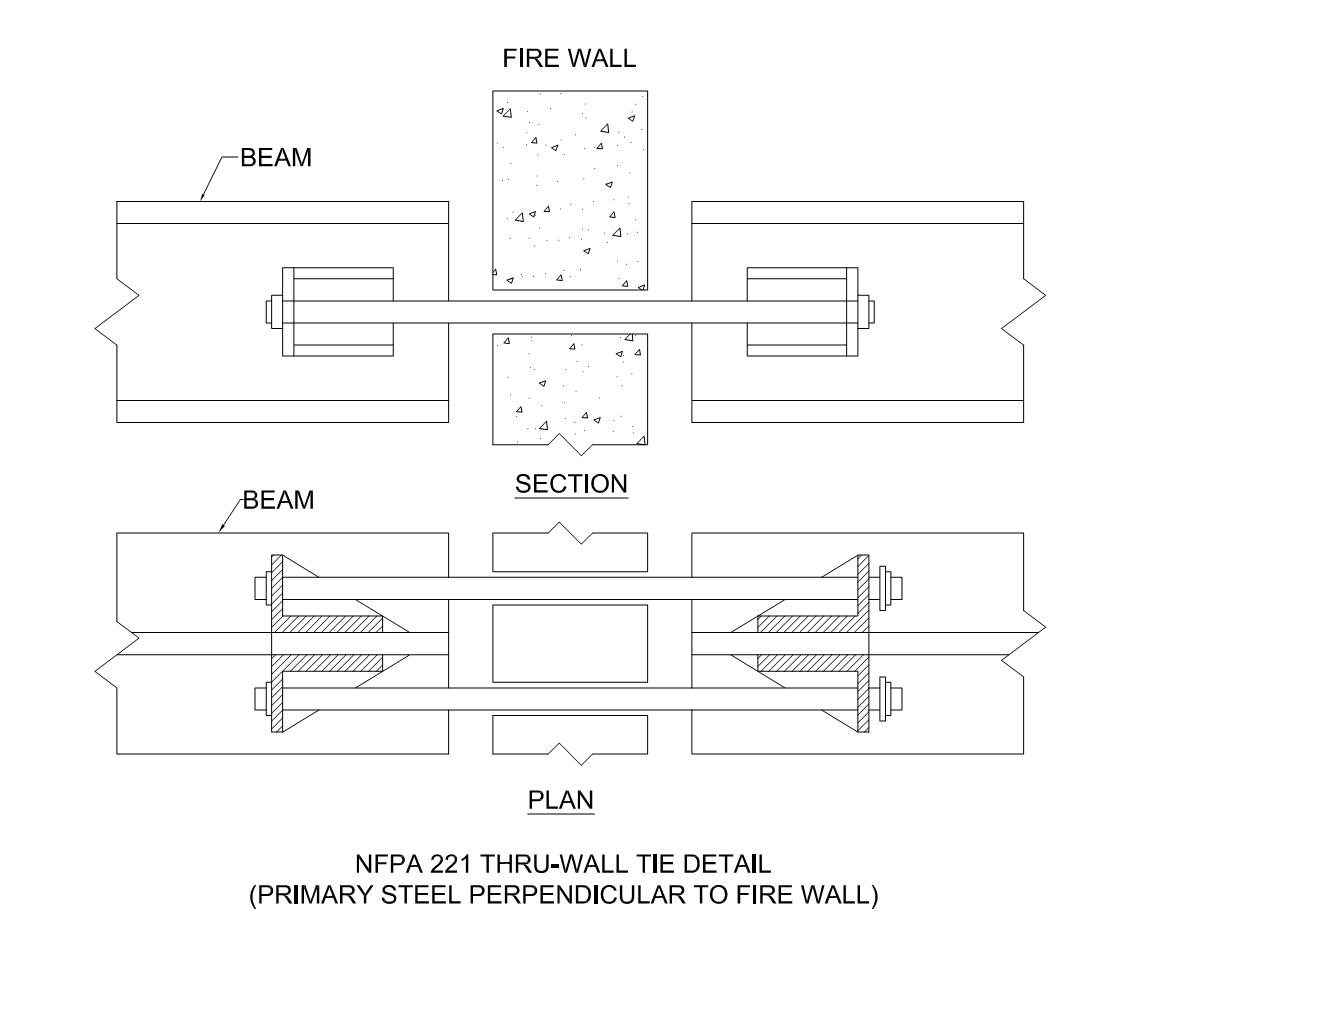 FIRE WALL
BEAM
SECTION
BEAM
PLAN
NFPA 221 THRU-WALL TIE DETAIL
(PRIMARY STEEL PERPENDICULAR TO FIRE WALL)